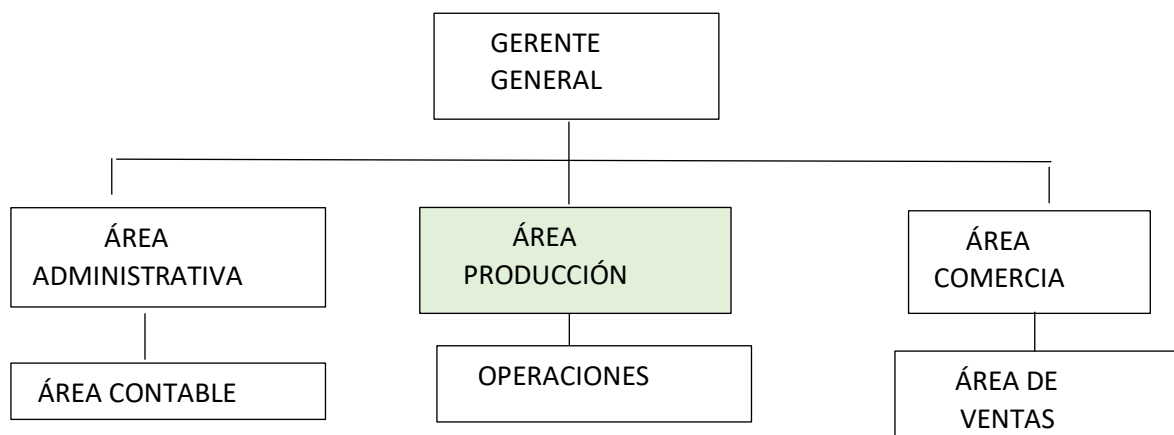 GERENTE
GENERAL
ÁREA
ADMINISTRATIVA
ÁREA
PRODUCCIÓN
ÁREA
COMERCIA
ÁREA CONTABLE
OPERACIONES
ÁREA DE
VENTAS